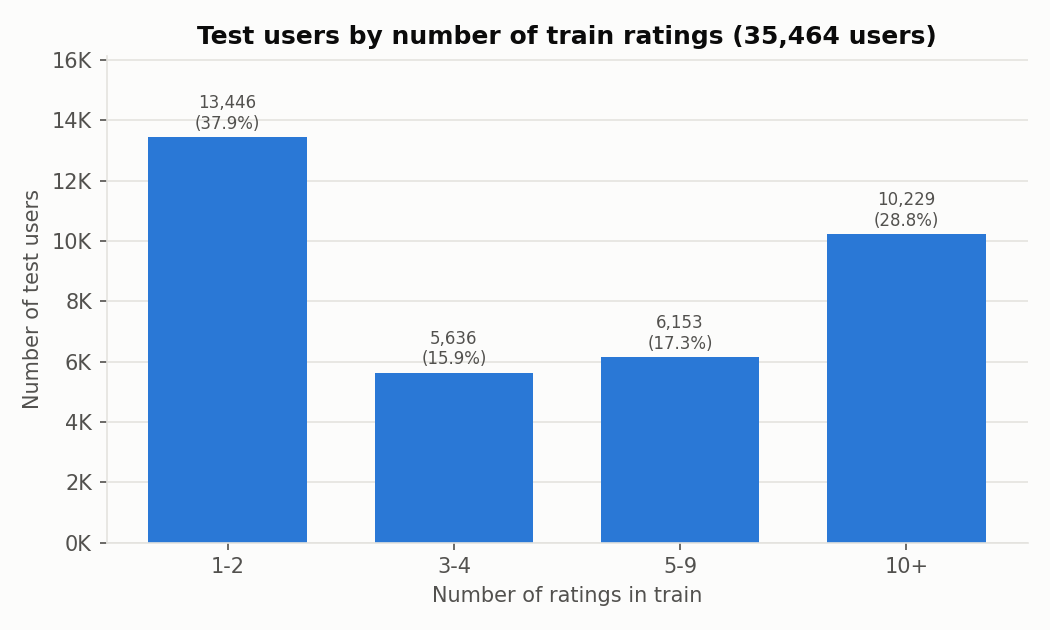 Test users by number of train ratings (35,464 users)
16K
14K
12K
10K
8K
6K
4K
2K
0K
Number of test users
13,446
(37.9%)
5,636
(15.9%)
6,153
(17.3%)
10,229
(28.8%)
1-2
3-4
5-9
10+
Number of ratings in train